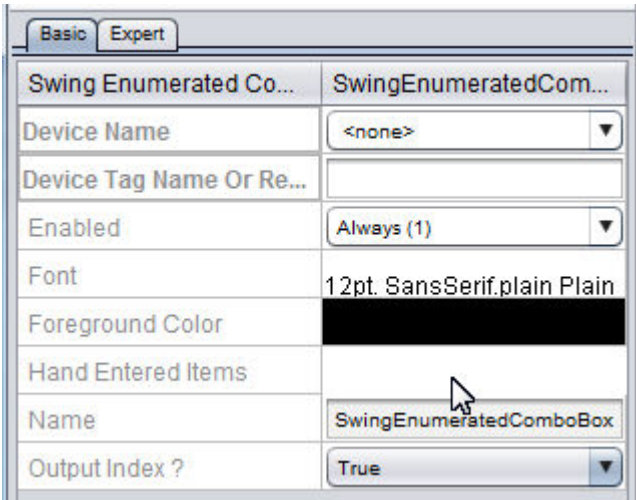 Basic Expert
Swing Enumerated Co... SwingEnumeratedCom...
Device Name <none>
Device Tag Name Or Re...
Enabled Always (1)
Font 12pt. SansSerif.plain Plain
Foreground Color
Hand Entered Items
Name SwingEnumeratedComboBox
Output Index ? True